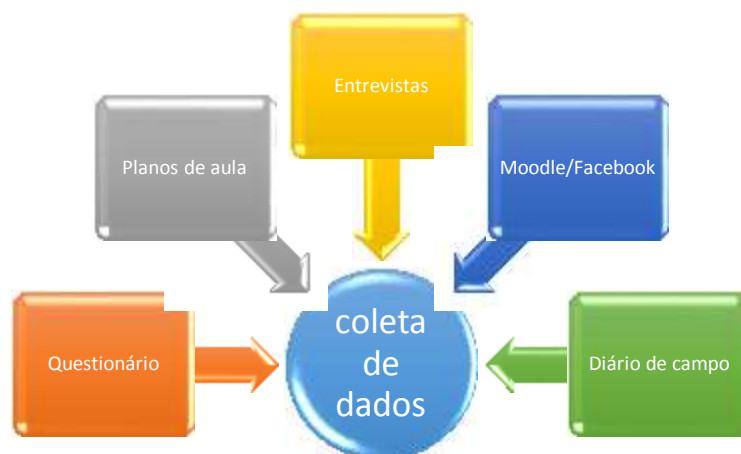 Entrevistas
Planos de aula
Moodle/Facebook
Questionário
coleta
de
dados
Diário de campo